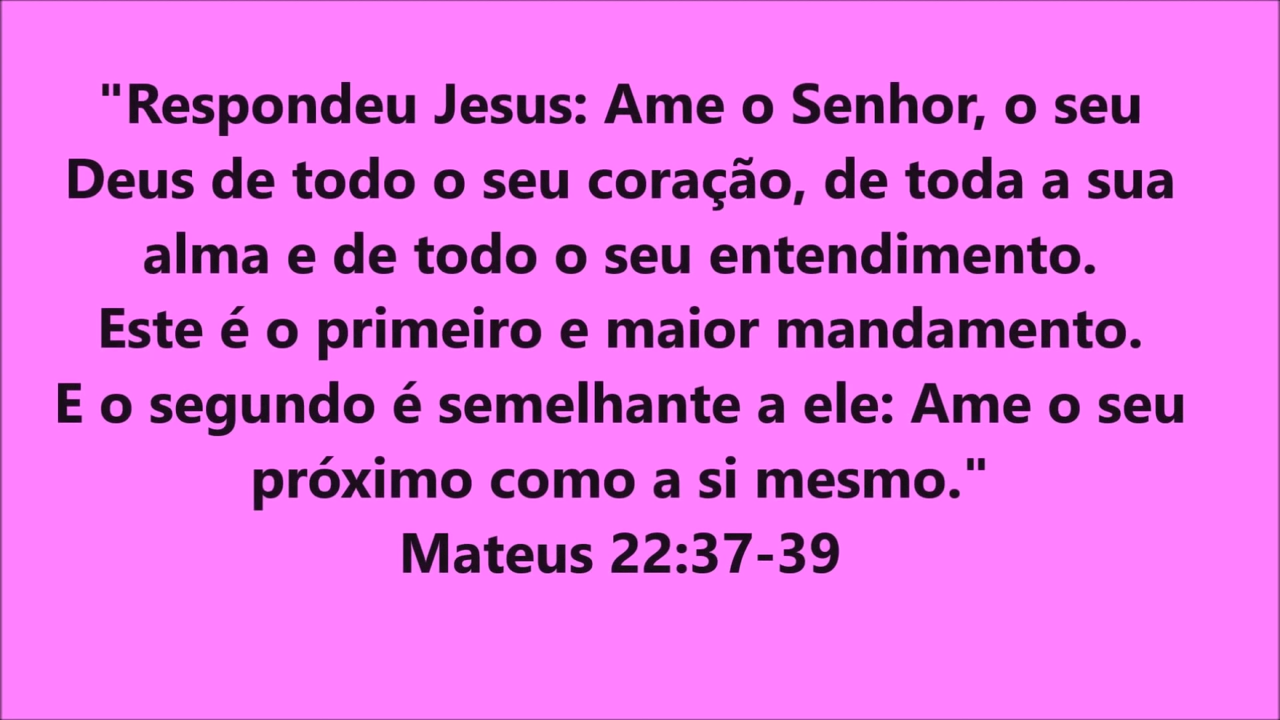 "Respondeu Jesus: Ame o Senhor, o seu
Deus de todo o seu coração, de toda a sua
alma e de todo o seu entendimento.
Este é o primeiro e maior mandamento.
E o segundo é semelhante a ele: Ame o seu
próximo como a si mesmo."
Mateus 22:37-39